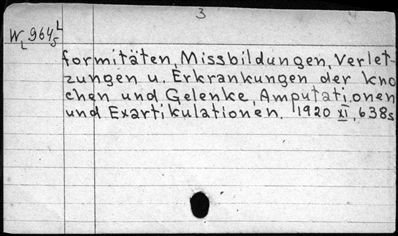 3
W 964 L
L S
formitäten, Missbildungen, Verlet-
zungen u. Erkrankungen der Kno
chen und Gelenke, Amputationen
und Exartikulationen. 1920 XI, 638s